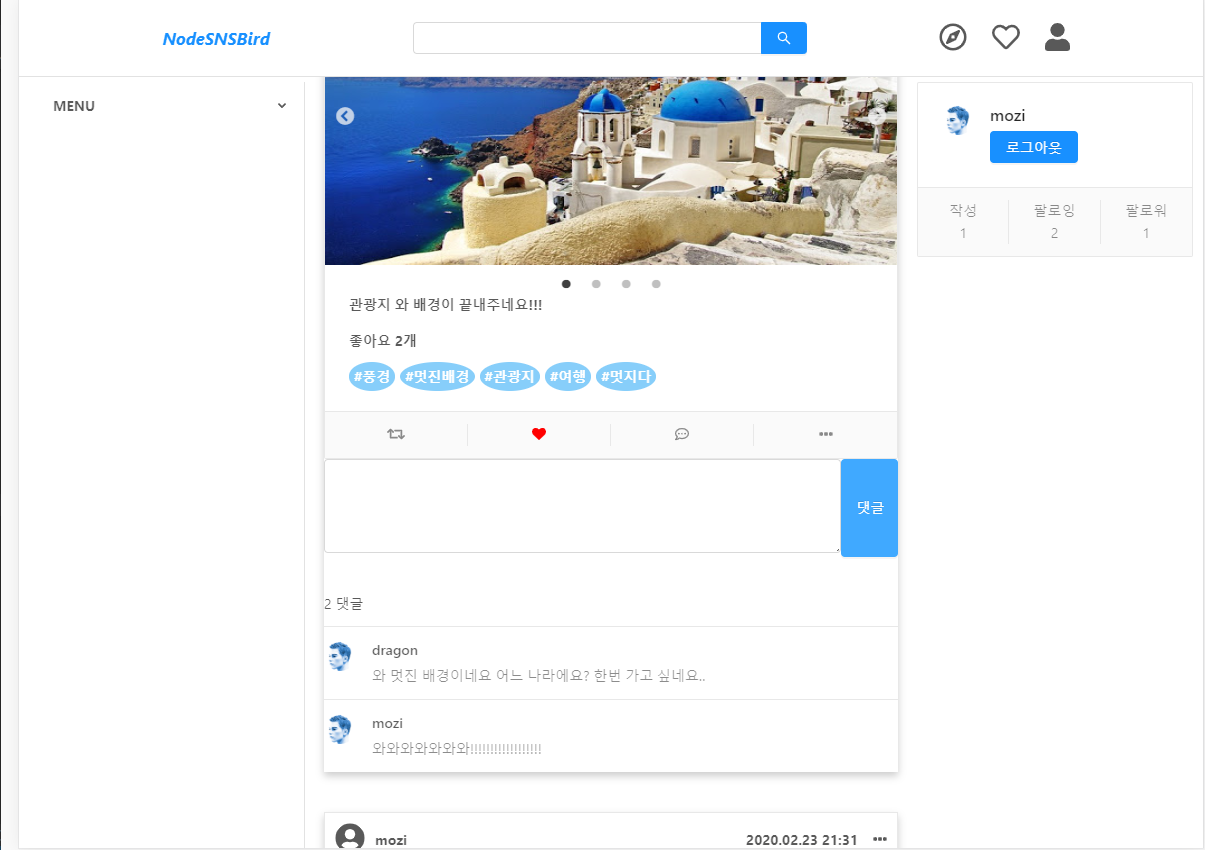 NodeSNSBird
MENU
mozi
로그아웃
작성
1
팔로잉
2
팔로워
1
관광지 와 배경이 끝내주네요!!!
좋아요 2개
#풍경 #멋진배경 #관광지 #여행 #멋지다
댓글
2 댓글
dragon
와 멋진 배경이네요 어느 나라에요? 한번 가고 싶네요..
mozi
와와와와와와와!!!!!!!!!!!!!!!!!!
mozi 2020.02.23 21:31